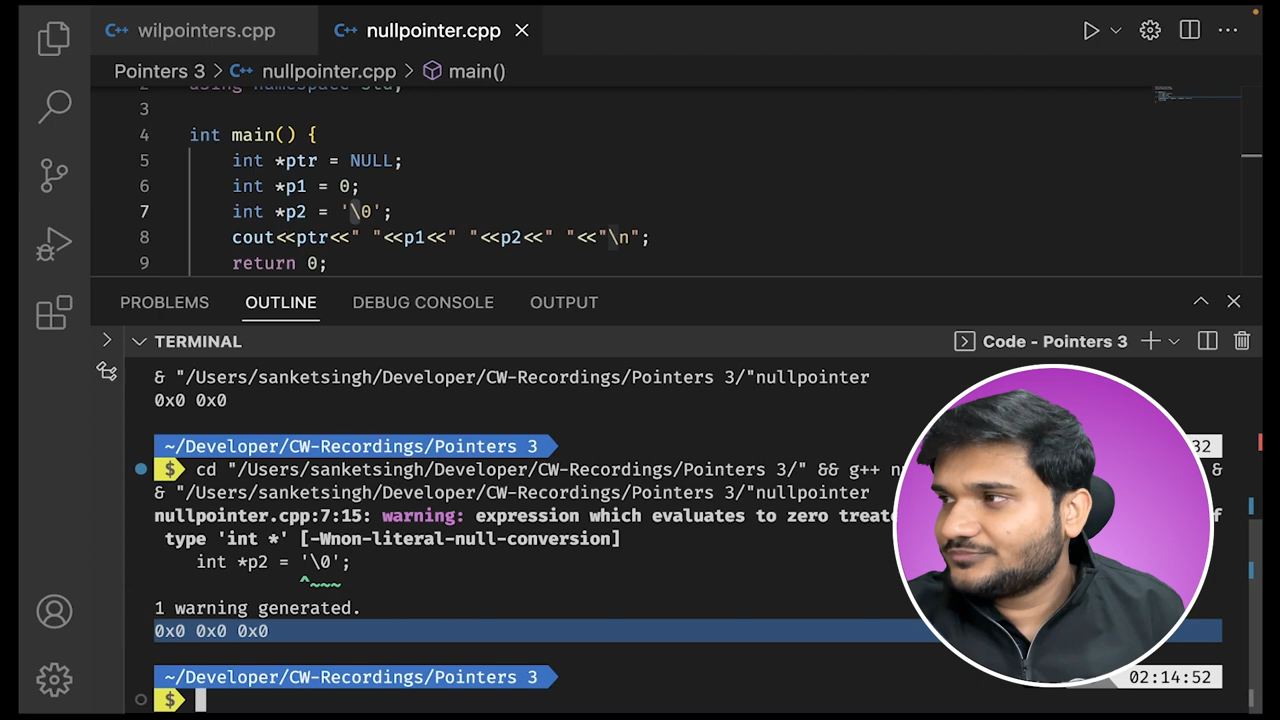 wilpointers.cpp nullpointer.cpp
Pointers 3 > nullpointer.cpp > main()
2 using namespace std;
3
4 int main() {
5 int *ptr = NULL;
6 int *p1 = 0;
7 int *p2 = '\0';
8 cout<<ptr<<" "<<p1<<" "<<p2<<" "<<"\n";
9 return 0;
PROBLEMS OUTLINE DEBUG CONSOLE OUTPUT
TERMINAL Code - Pointers 3
& "/Users/sanketsingh/Developer/CW-Recordings/Pointers 3/"nullpointer
0x0 0x0
~/Developer/CW-Recordings/Pointers 3 32
$ cd "/Users/sanketsingh/Developer/CW-Recordings/Pointers 3/" && g++ n &
& "/Users/sanketsingh/Developer/CW-Recordings/Pointers 3/"nullpointer
nullpointer.cpp:7:15: warning: expression which evaluates to zero treate f
type 'int *' [-Wnon-literal-null-conversion]
int *p2 = '\0';
^~~~
1 warning generated.
0x0 0x0 0x0
~/Developer/CW-Recordings/Pointers 3 02:14:52
$